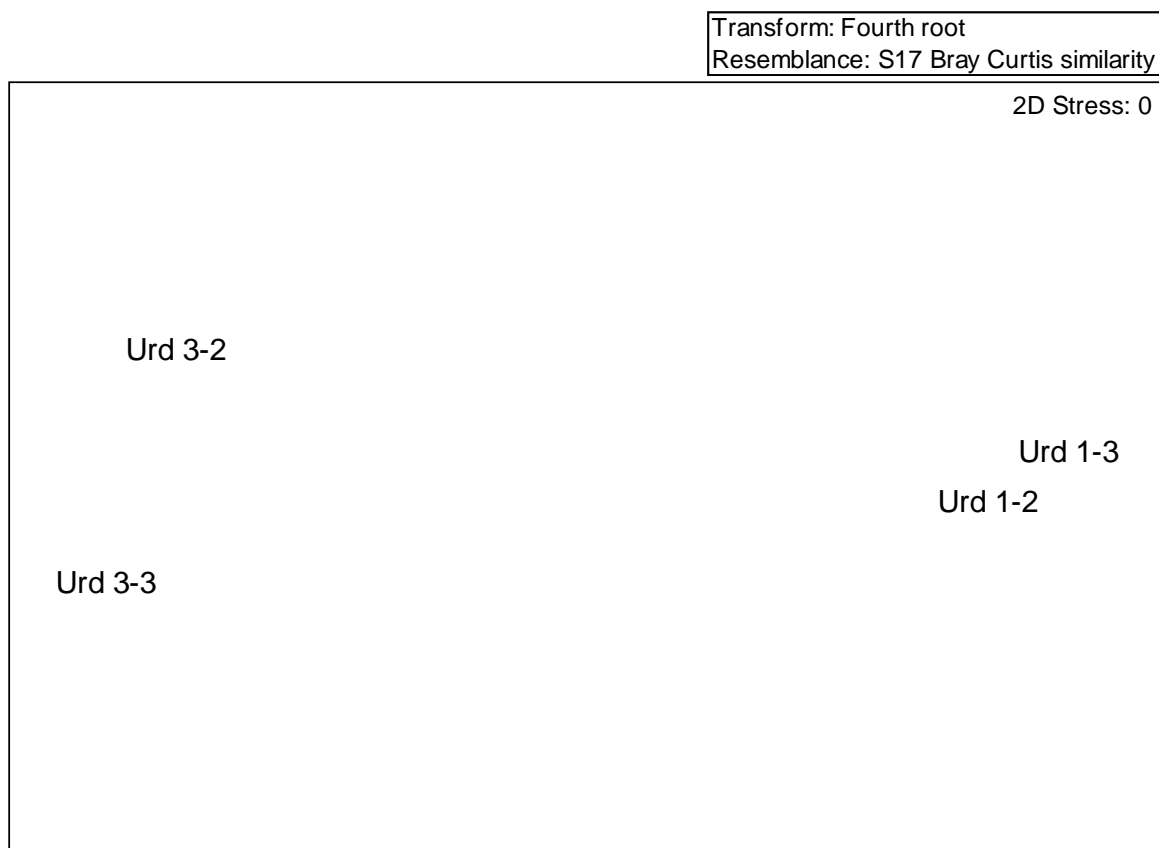 Transform: Fourth root
Resemblance: S17 Bray Curtis similarity
2D Stress: 0
Urd 3-2
Urd 1-3
Urd 1-2
Urd 3-3